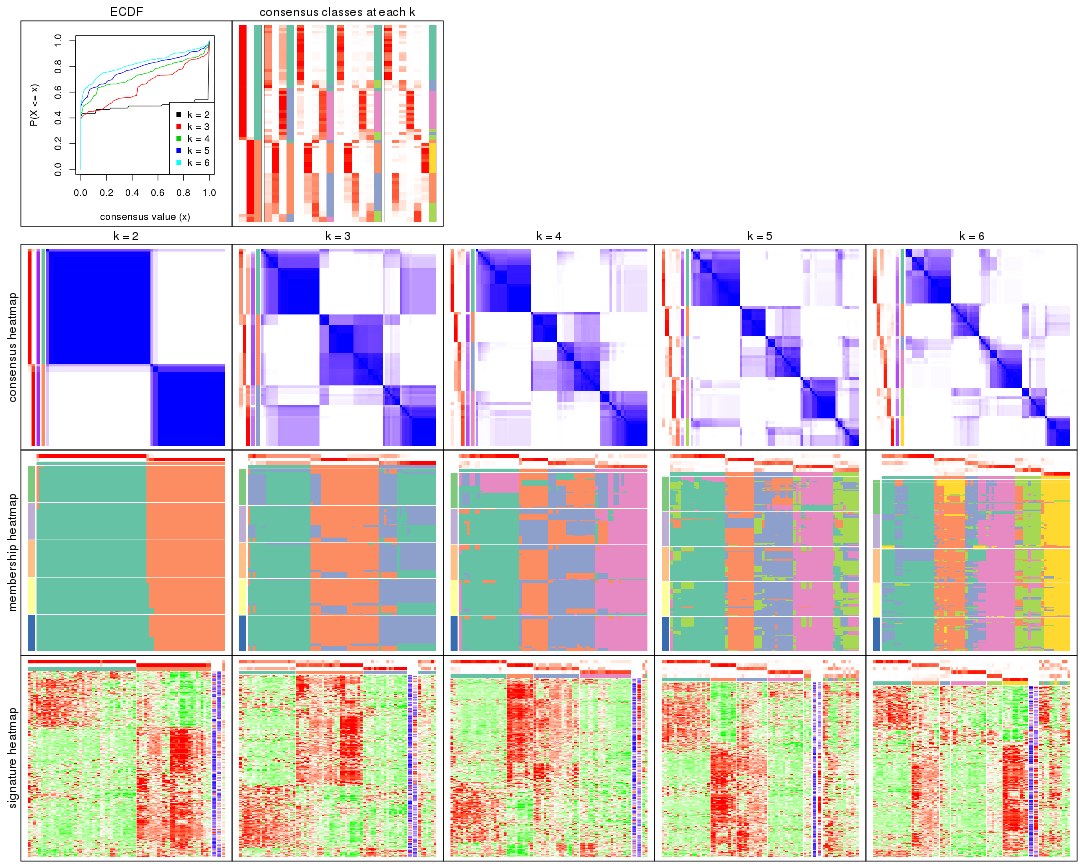 ECDF
consensus classes at each k
P(X <= x)
0.0 0.2 0.4 0.6 0.8 1.0
k = 2
k = 3
k = 4
k = 5
k = 6
0.0 0.2 0.4 0.6 0.8 1.0
consensus value (x)
k = 2
k = 3
k = 4
k = 5
k = 6
consensus heatmap
membership heatmap
signature heatmap